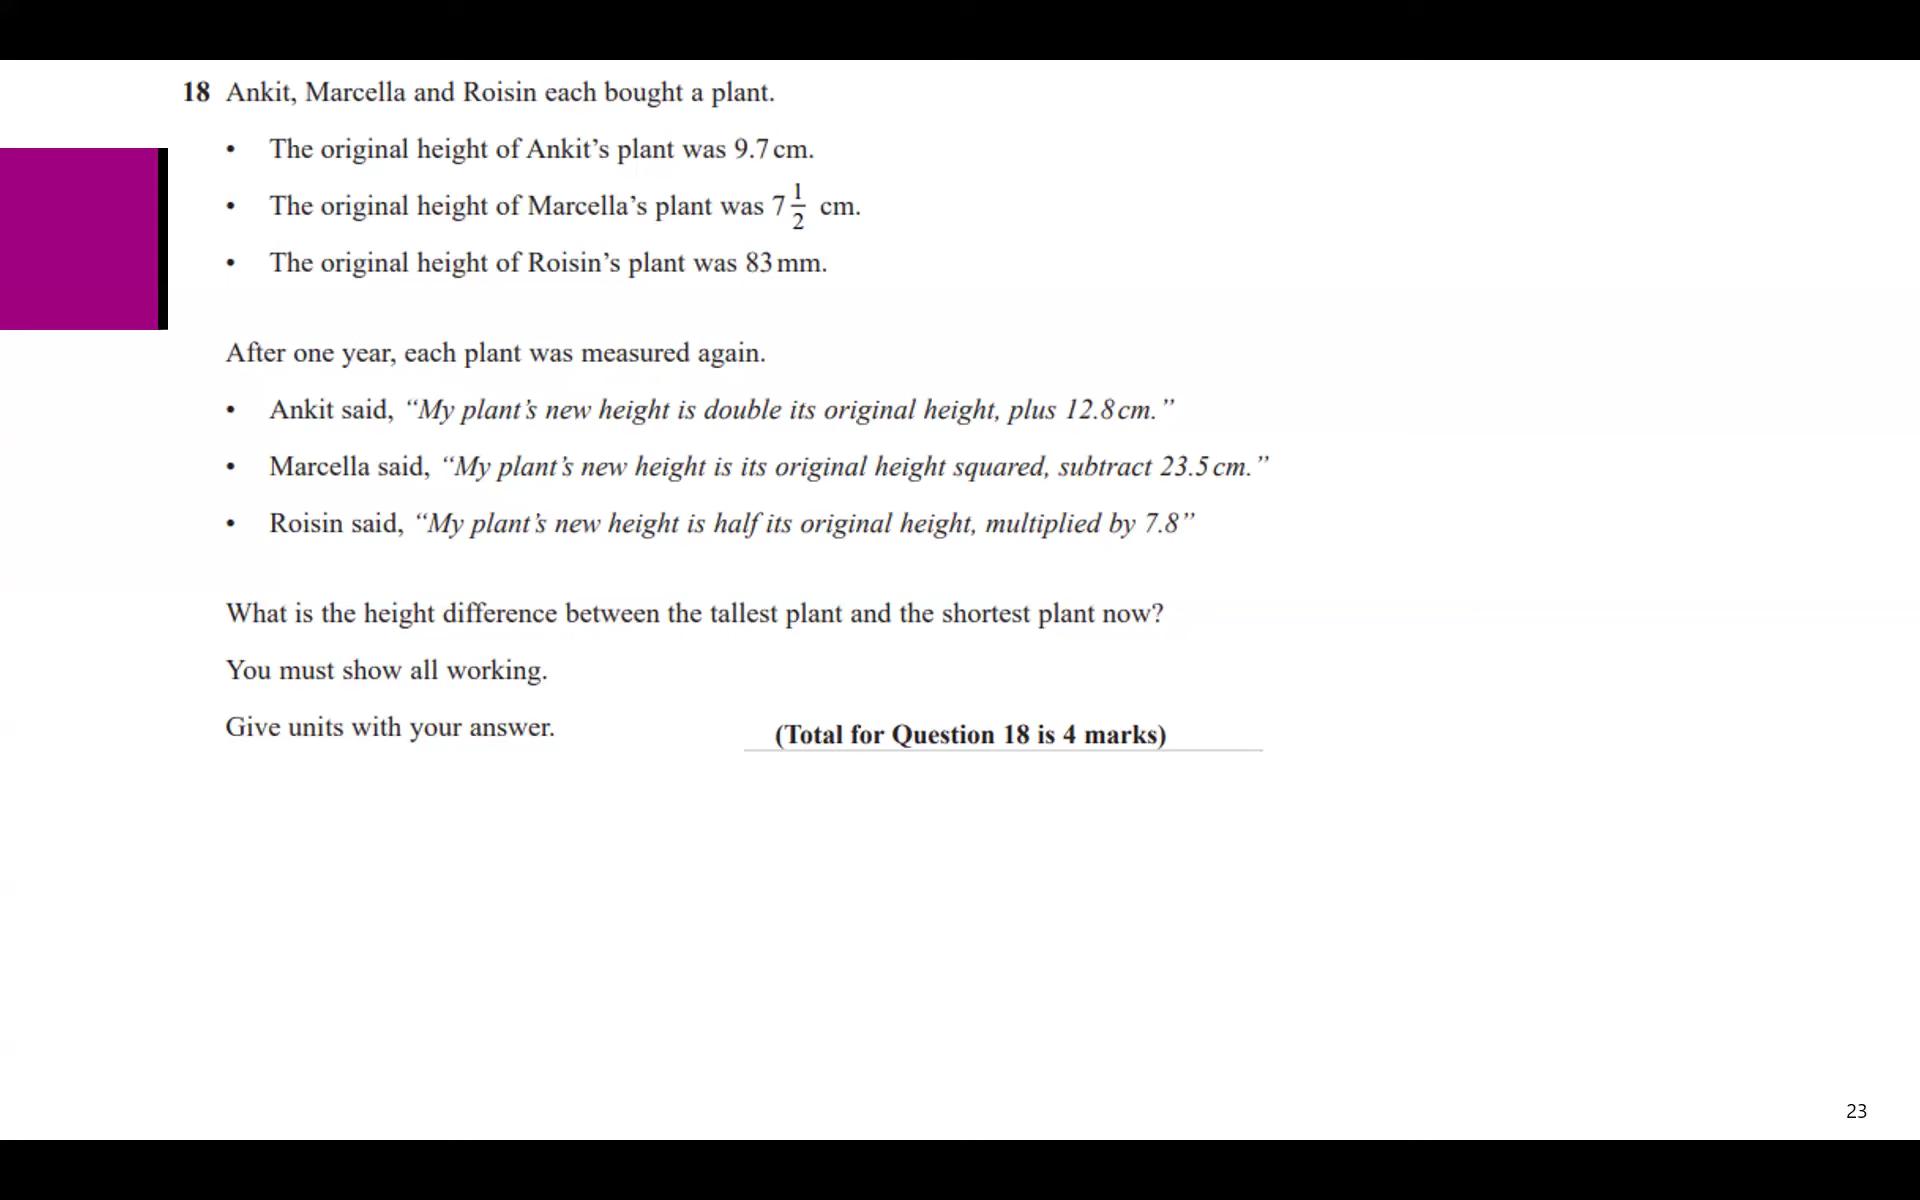 18 Ankit, Marcella and Roisin each bought a plant.
• The original height of Ankit’s plant was 9.7 cm.
• The original height of Marcella’s plant was 7 1/2 cm.
• The original height of Roisin’s plant was 83 mm.
After one year, each plant was measured again.
• Ankit said, “My plant’s new height is double its original height, plus 12.8 cm.”
• Marcella said, “My plant’s new height is its original height squared, subtract 23.5 cm.”
• Roisin said, “My plant’s new height is half its original height, multiplied by 7.8”
What is the height difference between the tallest plant and the shortest plant now?
You must show all working.
Give units with your answer.
(Total for Question 18 is 4 marks)
23